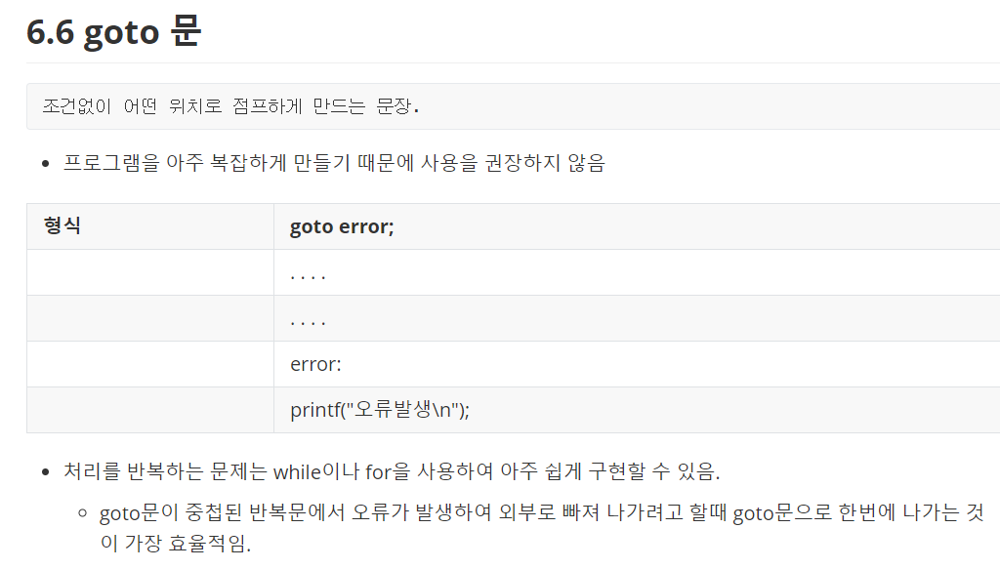 6.6 goto 문
조건없이 어떤 위치로 점프하게 만드는 문장.
프로그램을 아주 복잡하게 만들기 때문에 사용을 권장하지 않음
형식 goto error;
. . . .
. . . .
error:
printf("오류발생\n");
처리를 반복하는 문제는 while이나 for을 사용하여 아주 쉽게 구현할 수 있음.
goto문이 중첩된 반복문에서 오류가 발생하여 외부로 빠져 나가려고 할때 goto문으로 한번에 나가는 것
이 가장 효율적임.